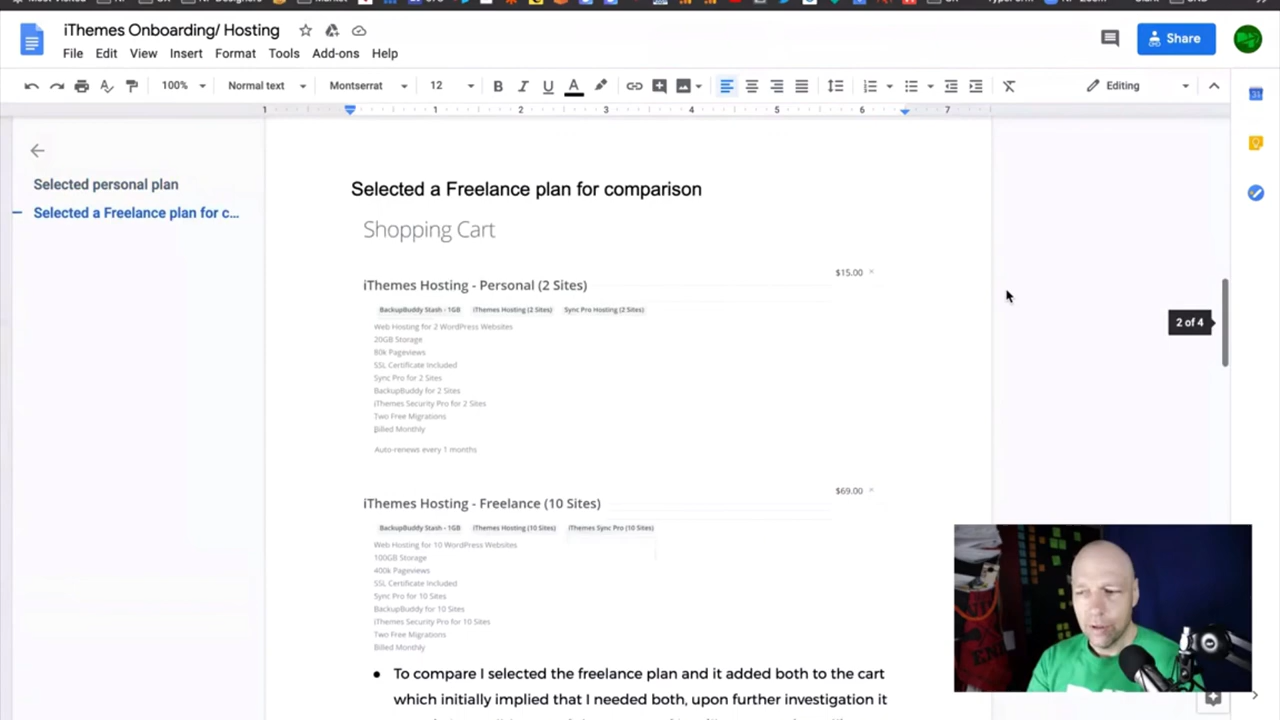 iThemes Onboarding/ Hosting
Share
File Edit View Insert Format Tools Add-ons Help
100% Normal text Montserrat 12 B I U A Editing
1 1 2 3 4 5 6 7
Selected personal plan
Selected a Freelance plan for c...
Selected a Freelance plan for comparison
Shopping Cart
$15.00 ×
iThemes Hosting - Personal (2 Sites)
BackupBuddy Stash - 1GB iThemes Hosting (2 Sites) Sync Pro Hosting (2 Sites)
Web Hosting for 2 WordPress Websites
20GB Storage
80k Pageviews
SSL Certificate Included
Sync Pro for 2 Sites
BackupBuddy for 2 Sites
iThemes Security Pro for 2 Sites
Two Free Migrations
Billed Monthly
Auto-renews every 1 months
2 of 4
$69.00 ×
iThemes Hosting - Freelance (10 Sites)
BackupBuddy Stash - 1GB iThemes Hosting (10 Sites) iThemes Sync Pro (10 Sites)
Web Hosting for 10 WordPress Websites
100GB Storage
400k Pageviews
SSL Certificate Included
Sync Pro for 10 Sites
BackupBuddy for 10 Sites
iThemes Security Pro for 10 Sites
Two Free Migrations
Billed Monthly
● To compare I selected the freelance plan and it added both to the cart
which initially implied that I needed both, upon further investigation it